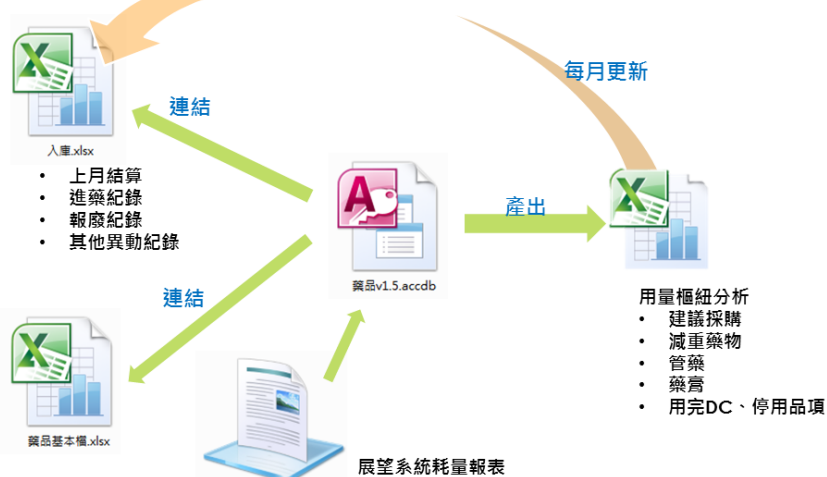 每月更新
連結
入庫.xlsx
• 上月結算
• 進藥紀錄
• 報廢紀錄
• 其他異動紀錄
產出
藥品v1.5.accdb
連結
用量樞紐分析
• 建議採購
• 減重藥物
• 管藥
• 藥膏
• 用完DC、停用品項
藥品基本檔.xlsx
展望系統耗量報表